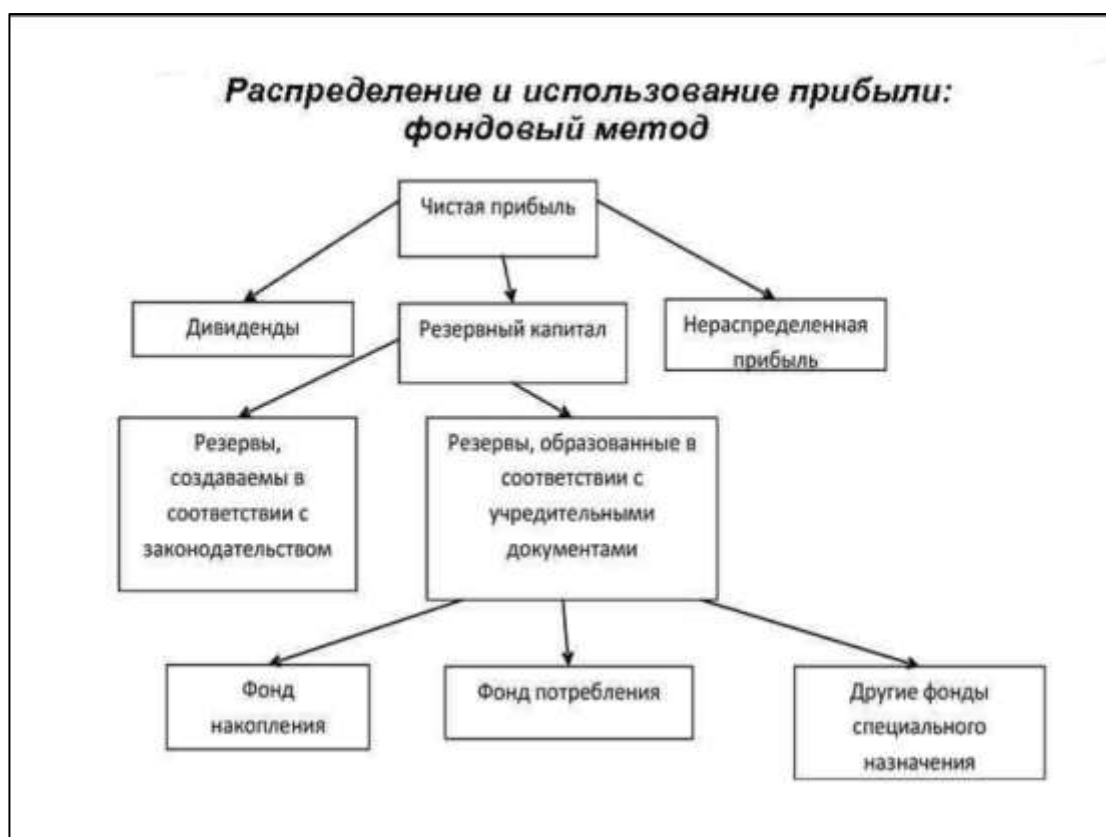 Распределение и использование прибыли:
фондовый метод
Чистая прибыль
Дивиденды
Резервный капитал
Нераспределенная
прибыль
Резервы,
создаваемы в
соответствии с
законодательством
Резервы, образованные в
соответствии с
учредительными
документами
Фонд
накопления
Фонд потребления
Другие фонды
специального
назначения